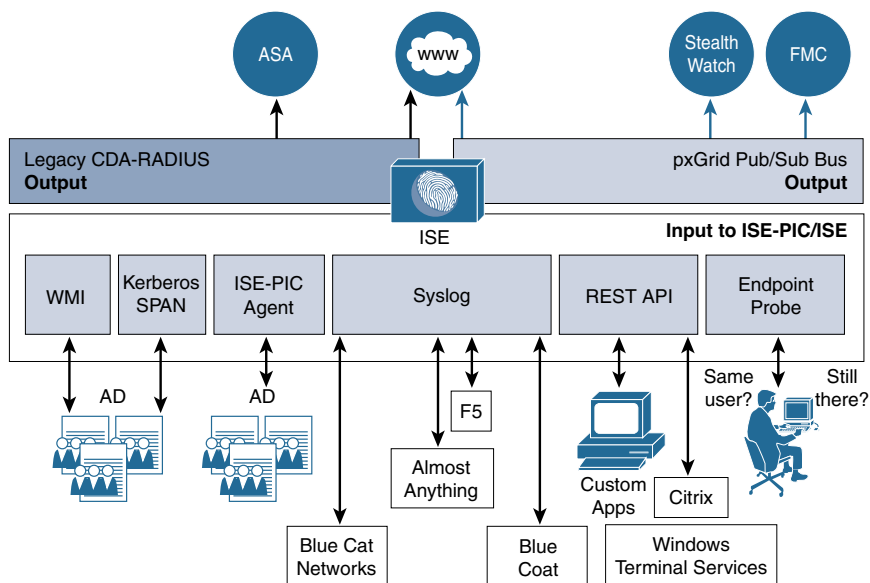 ASA
www
Stealth
Watch
FMC
Legacy CDA-RADIUS
Output
pxGrid Pub/Sub Bus
Output
ISE
Input to ISE-PIC/ISE
WMI
Kerberos
SPAN
ISE-PIC
Agent
Syslog
REST API
Endpoint
Probe
AD
AD
F5
Same
user?
Still
there?
Almost
Anything
Custom
Apps
Citrix
Blue Cat
Networks
Blue
Coat
Windows
Terminal Services